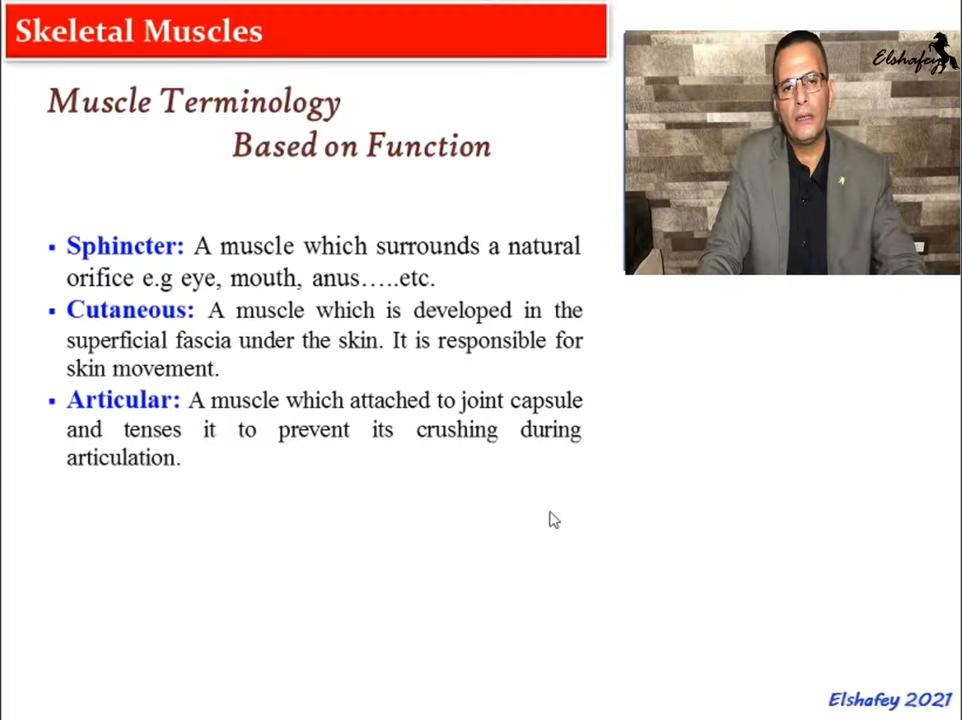 Skeletal Muscles
Elshafey
Muscle Terminology
Based on Function
▪ Sphincter: A muscle which surrounds a natural
orifice e.g eye, mouth, anus…..etc.
▪ Cutaneous: A muscle which is developed in the
superficial fascia under the skin. It is responsible for
skin movement.
▪ Articular: A muscle which attached to joint capsule
and tenses it to prevent its crushing during
articulation.
Elshafey 2021